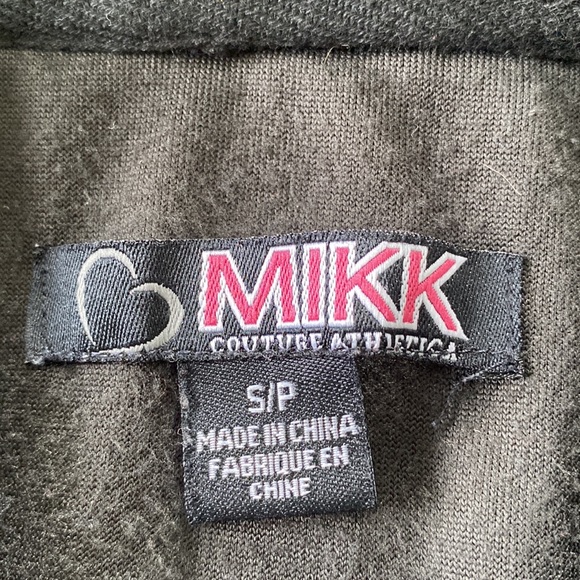 MIKK
COUTURE ATHLETICA
S/P
MADE IN CHINA
FABRIQUE EN
CHINE